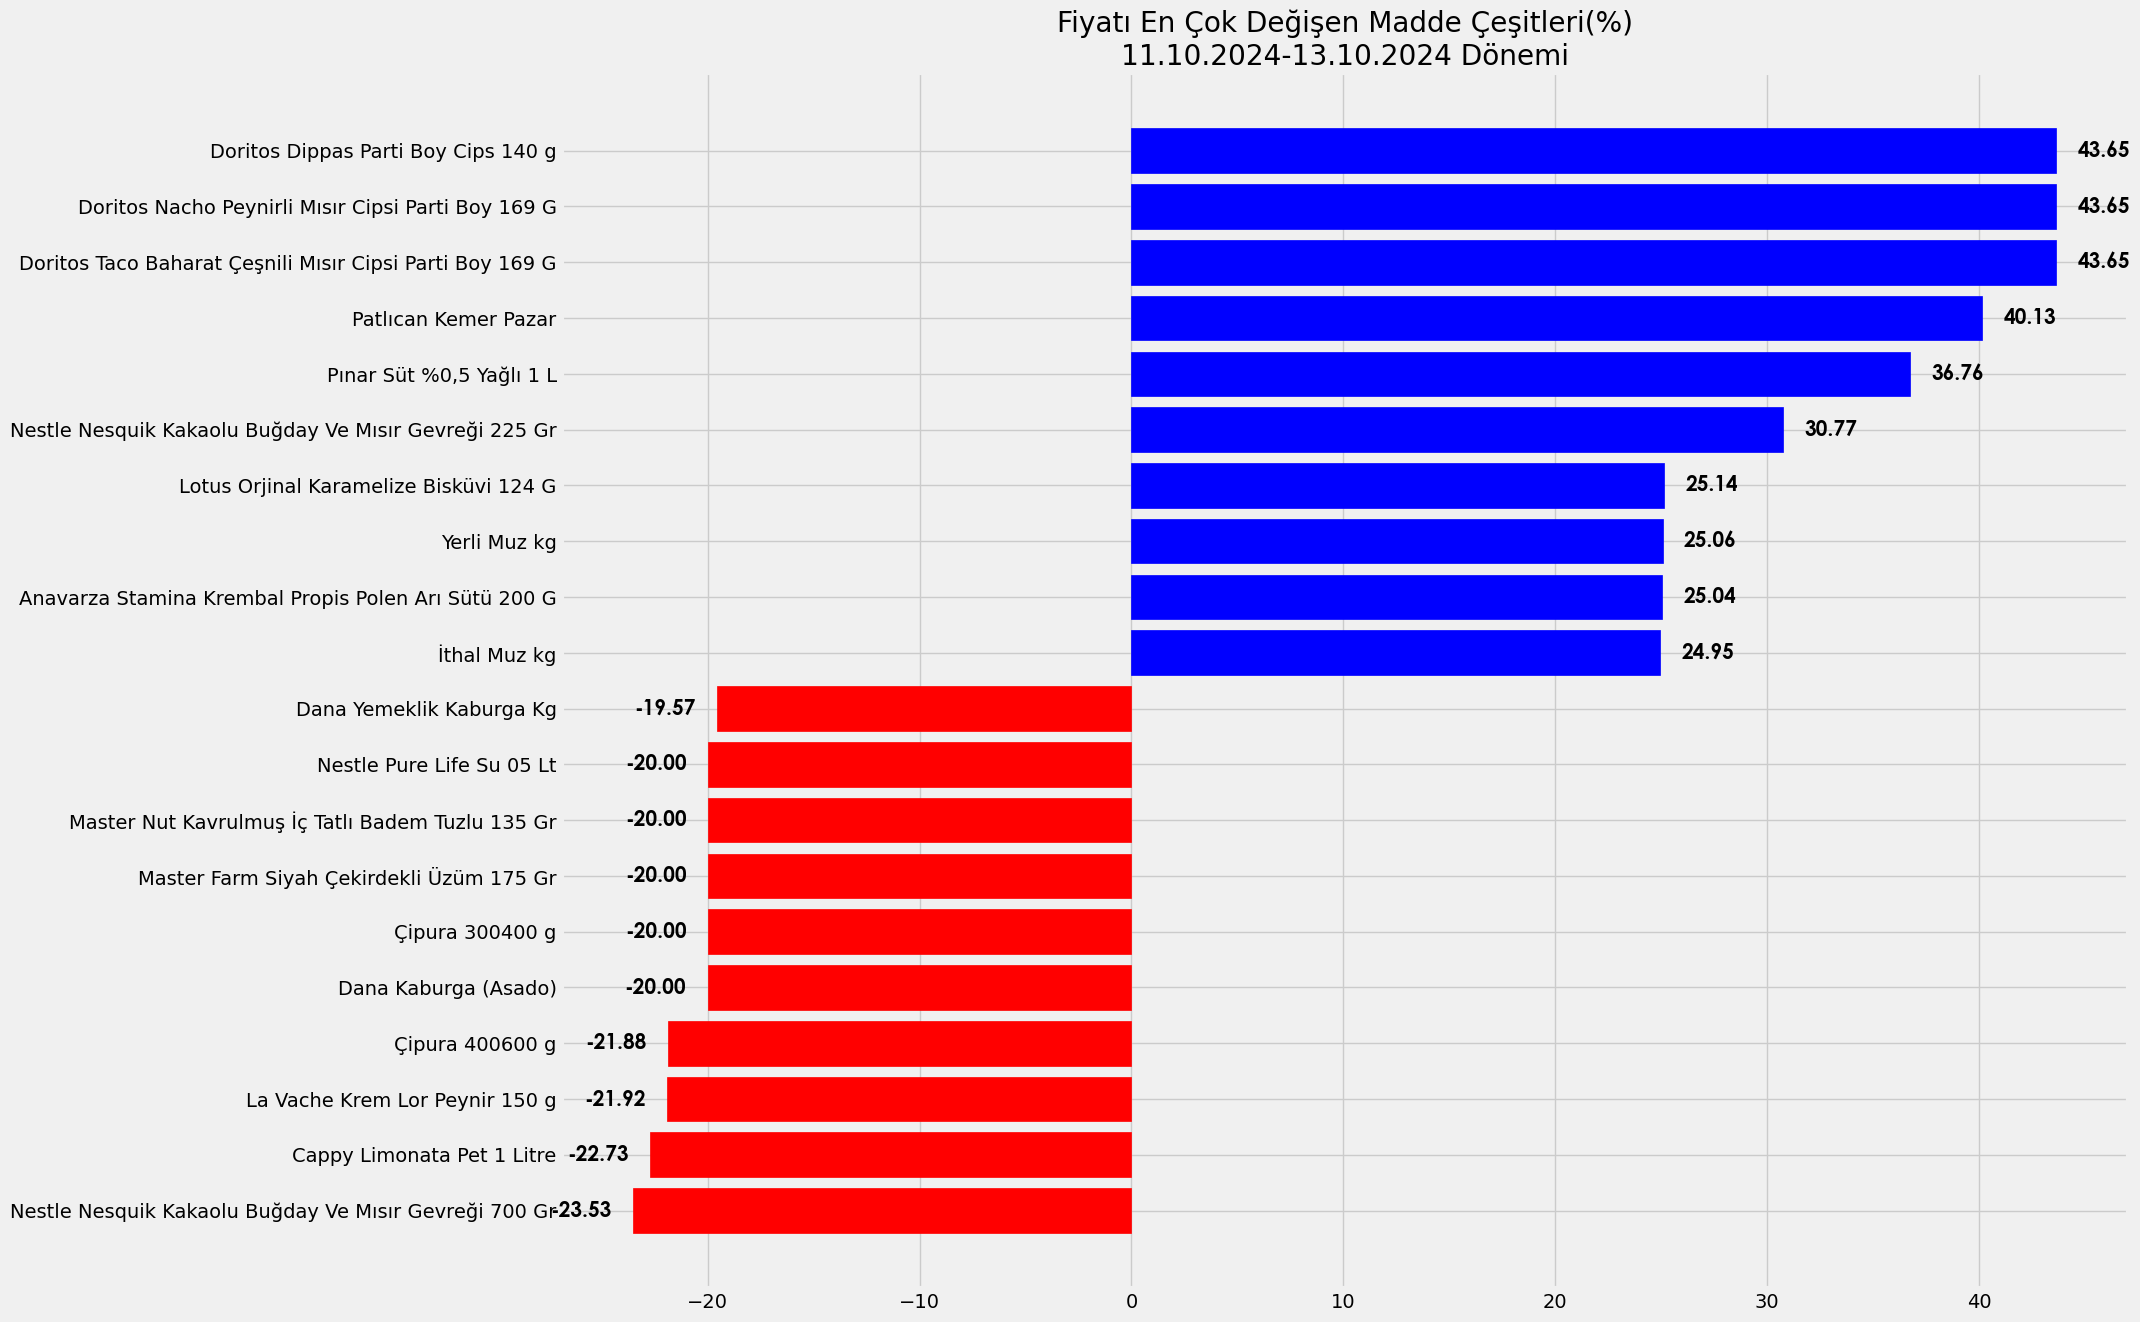 Fiyatı En Çok Değişen Madde Çeşitleri(%)
11.10.2024-13.10.2024 Dönemi
Doritos Dippas Parti Boy Cips 140 g 43.65
Doritos Nacho Peynirli Mısır Cipsi Parti Boy 169 G 43.65
Doritos Taco Baharat Çeşnili Mısır Cipsi Parti Boy 169 G 43.65
Patlıcan Kemer Pazar 40.13
Pınar Süt %0,5 Yağlı 1 L 36.76
Nestle Nesquik Kakaolu Buğday Ve Mısır Gevreği 225 Gr 30.77
Lotus Orjinal Karamelize Bisküvi 124 G 25.14
Yerli Muz kg 25.06
Anavarza Stamina Krembal Propis Polen Arı Sütü 200 G 25.04
İthal Muz kg 24.95
Dana Yemeklik Kaburga Kg -19.57
Nestle Pure Life Su 05 Lt -20.00
Master Nut Kavrulmuş İç Tatlı Badem Tuzlu 135 Gr -20.00
Master Farm Siyah Çekirdekli Üzüm 175 Gr -20.00
Çipura 300400 g -20.00
Dana Kaburga (Asado) -20.00
Çipura 400600 g -21.88
La Vache Krem Lor Peynir 150 g -21.92
Cappy Limonata Pet 1 Litre -22.73
Nestle Nesquik Kakaolu Buğday Ve Mısır Gevreği 700 Gr -23.53
−20 −10 0 10 20 30 40